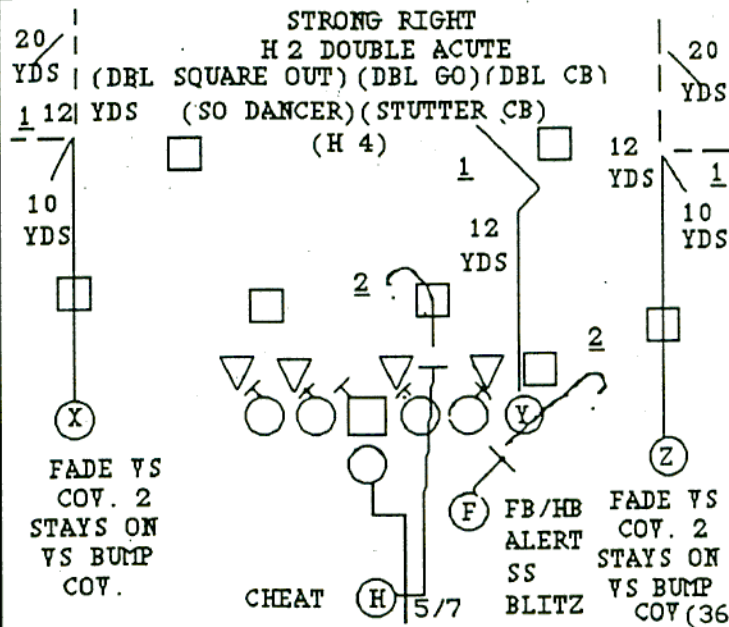 STRONG RIGHT
H 2 DOUBLE ACUTE
(DBL SQUARE OUT) (DBL GO) (DBL CB)
(SO DANCER) (STUTTER CB)
(H 4)
20
YDS
1 12 YDS
10
YDS
1
12
YDS
20
YDS
12
YDS
1
10
YDS
2
2
X
Y
Z
F
H
FADE VS
COV. 2
STAYS ON
VS BUMP
COV.
CHEAT
5/7
FB/HB
ALERT
SS
BLITZ
FADE VS
COV. 2
STAYS ON
VS BUMP
COV (36